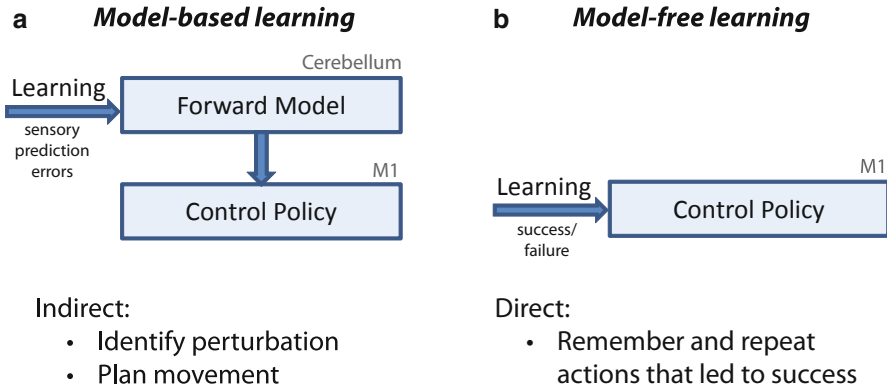 a Model-based learning
Cerebellum
Learning
Forward Model
sensory
prediction
errors
M1
Control Policy
Indirect:
• Identify perturbation
• Plan movement
b Model-free learning
M1
Learning
Control Policy
success/
failure
Direct:
• Remember and repeat
actions that led to success